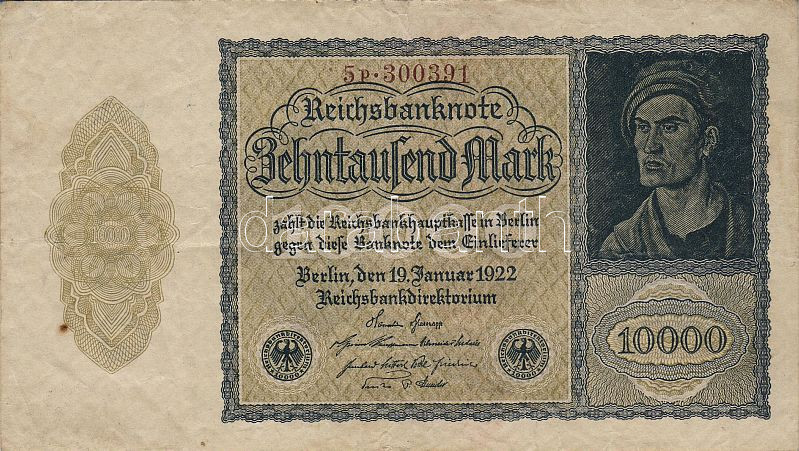 5P·300391
Reichsbanknote
Zehntausend Mark
zahlt die Reichsbankhauptkasse in Berlin
gegen diese Banknote dem Einlieferer
Berlin, den 19. Januar 1922
Reichsbankdirektorium
10000